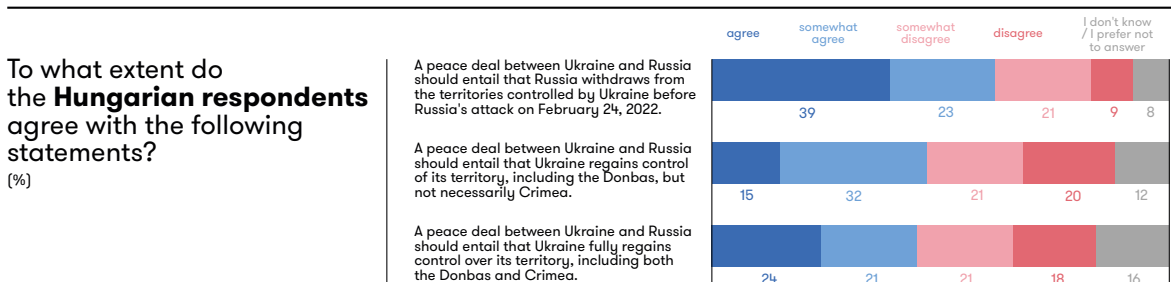 agree
somewhat
agree
somewhat
disagree
disagree
I don't know
/ I prefer not
to answer
To what extent do
the Hungarian respondents
agree with the following
statements?
(%)
A peace deal between Ukraine and Russia
should entail that Russia withdraws from
the territories controlled by Ukraine before
Russia's attack on February 24, 2022.
39 23 21 9 8
A peace deal between Ukraine and Russia
should entail that Ukraine regains control
of its territory, including the Donbas, but
not necessarily Crimea.
15 32 21 20 12
A peace deal between Ukraine and Russia
should entail that Ukraine fully regains
control over its territory, including both
the Donbas and Crimea.
24 21 21 18 16